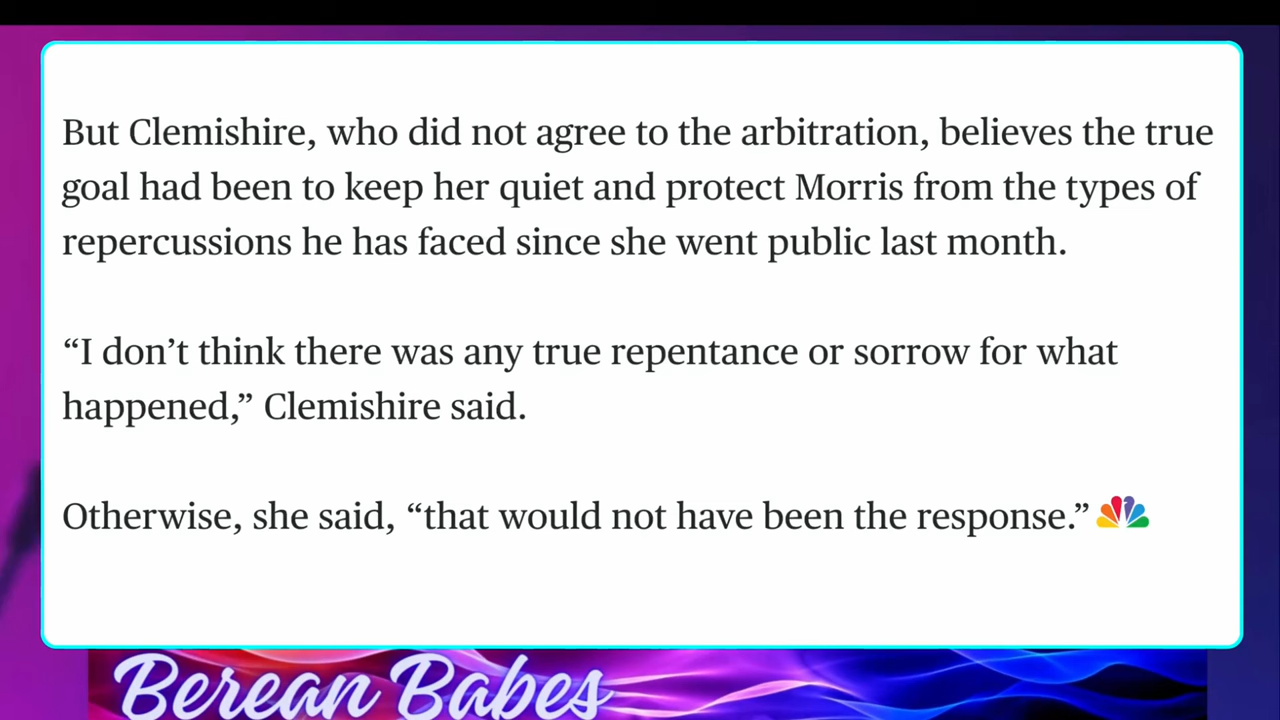 But Clemishire, who did not agree to the arbitration, believes the true
goal had been to keep her quiet and protect Morris from the types of
repercussions he has faced since she went public last month.
“I don’t think there was any true repentance or sorrow for what
happened,” Clemishire said.
Otherwise, she said, “that would not have been the response.”
Berean Babes